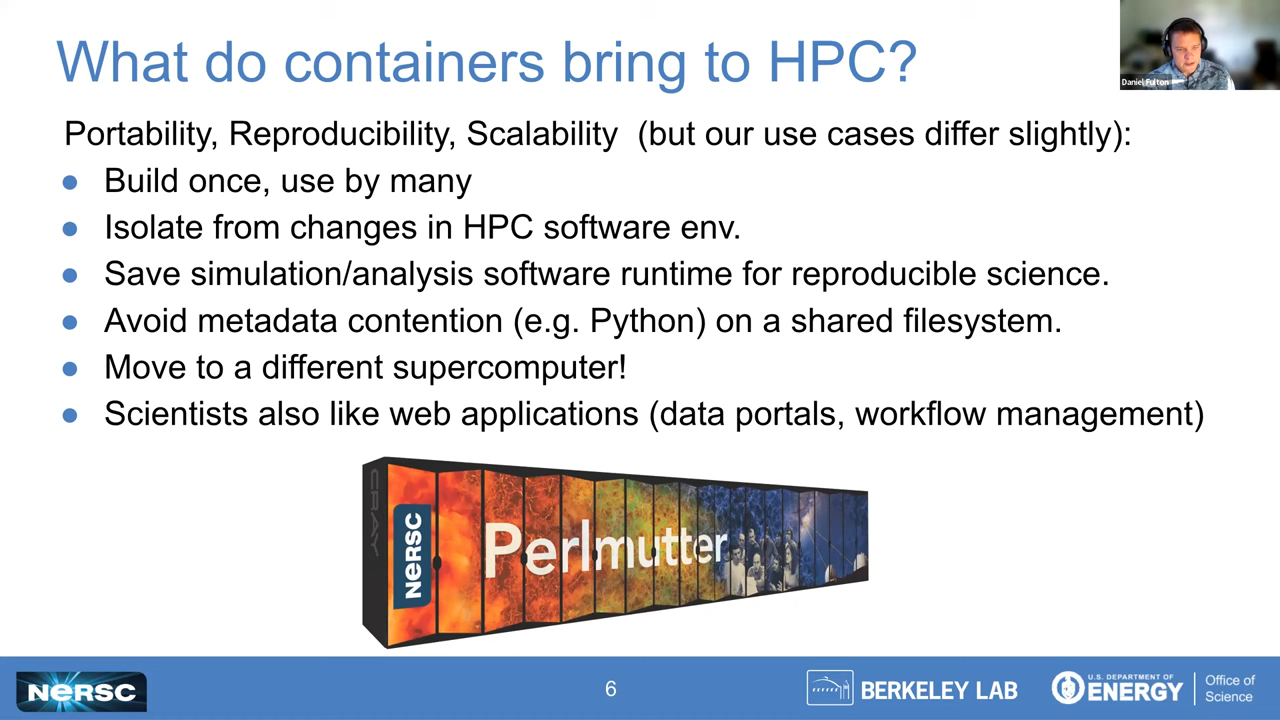 What do containers bring to HPC?
Daniel Fulton
Portability, Reproducibility, Scalability (but our use cases differ slightly):
● Build once, use by many
● Isolate from changes in HPC software env.
● Save simulation/analysis software runtime for reproducible science.
● Avoid metadata contention (e.g. Python) on a shared filesystem.
● Move to a different supercomputer!
● Scientists also like web applications (data portals, workflow management)
CRAY
NERSC
Perlmutter
NERSC
6
BERKELEY LAB
U.S. DEPARTMENT OF
ENERGY
Office of
Science